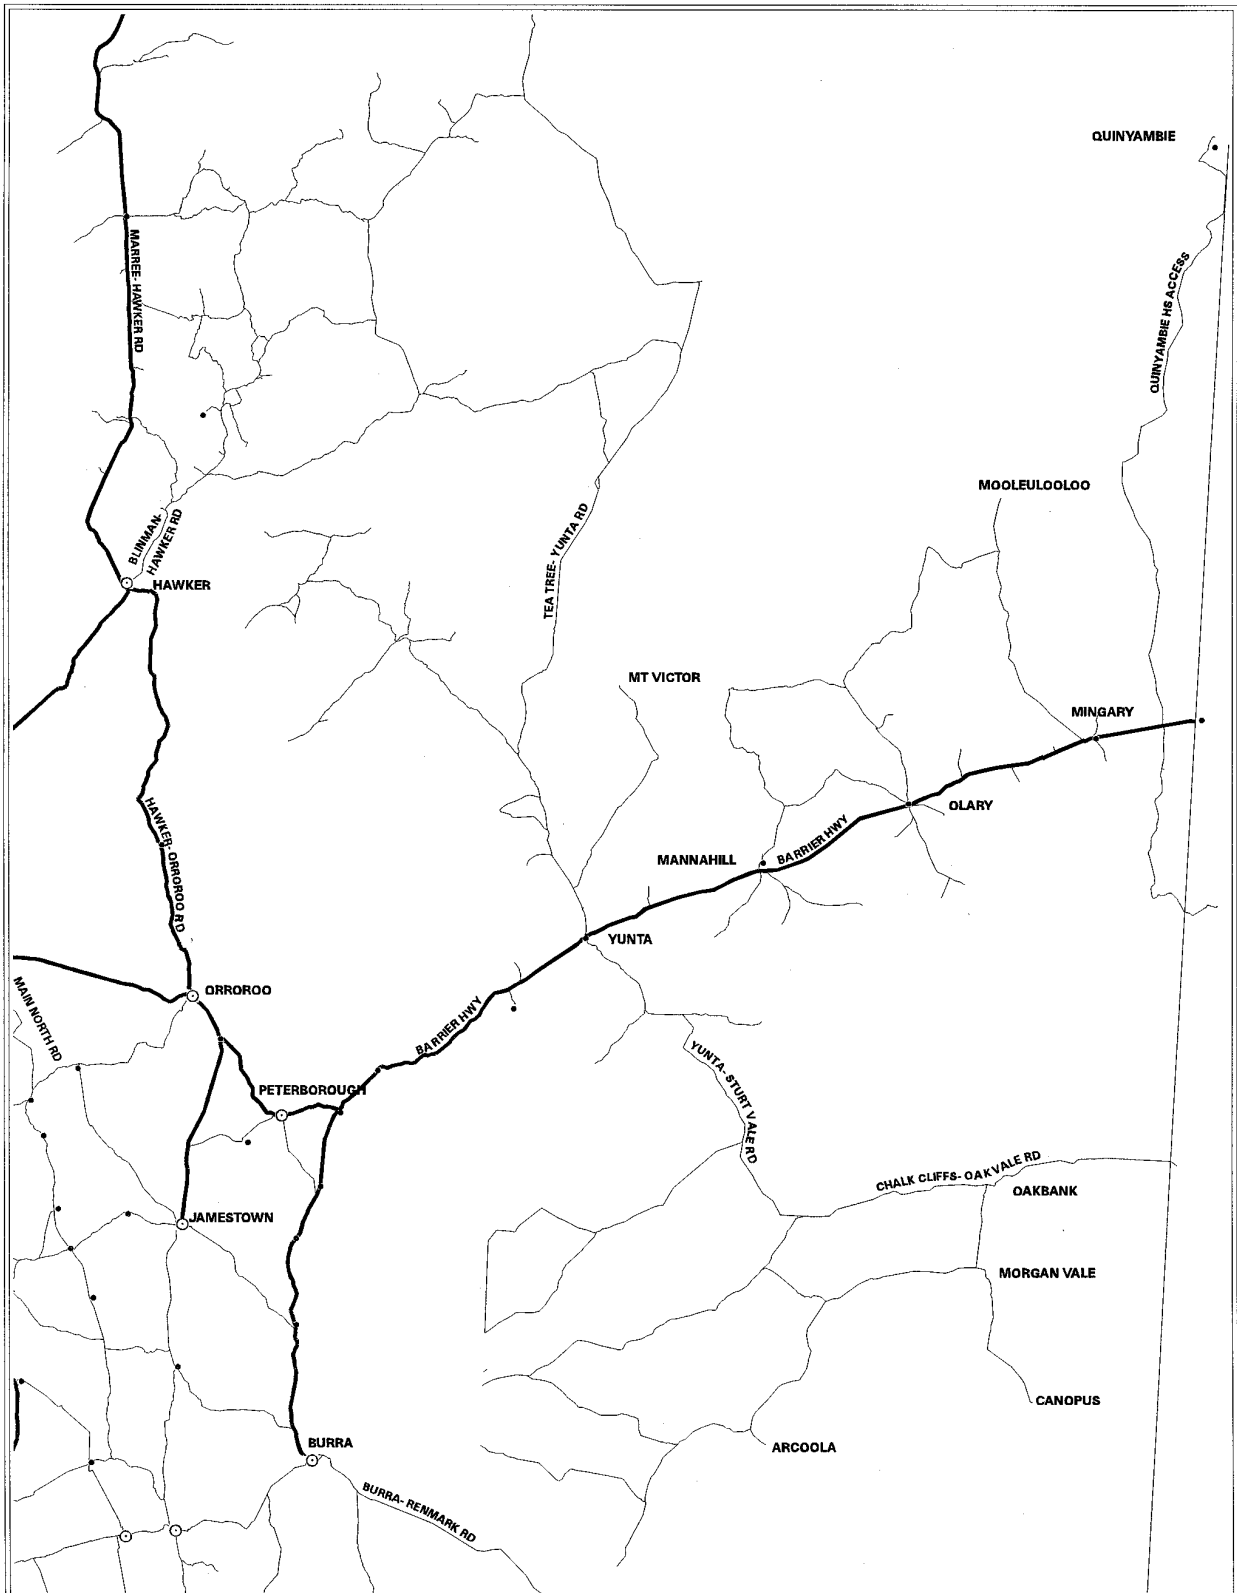 QUINYAMBIE
MARREE- HAWKER RD
QUINYAMBIE HS ACCESS
MOOLEULOOLOO
BLINMAN-
HAWKER RD
TEA TREE- YUNTA RD
HAWKER
MT VICTOR
MINGARY
HAWKER- ORROROO RD
OLARY
BARRIER HWY
MANNAHILL
YUNTA
ORROROO
MAIN NORTH RD
BARRIER HWY
YUNTA- STURT VALE RD
PETERBOROUGH
CHALK CLIFFS- OAKVALE RD
OAKBANK
JAMESTOWN
MORGAN VALE
CANOPUS
BURRA
ARCOOLA
BURRA- RENMARK RD